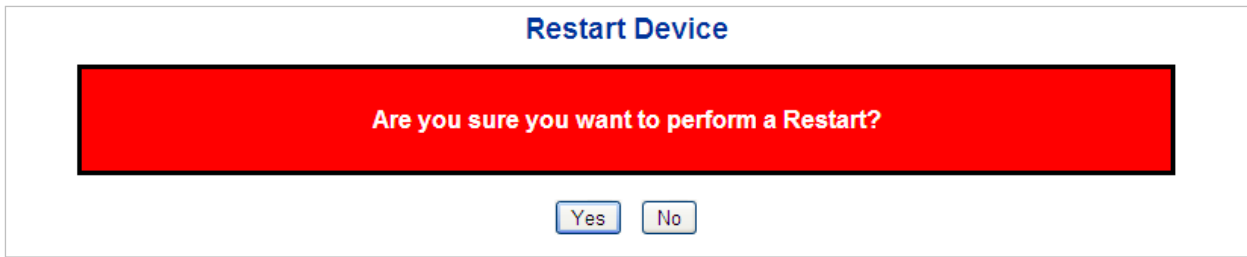 Restart Device
Are you sure you want to perform a Restart?
Yes No